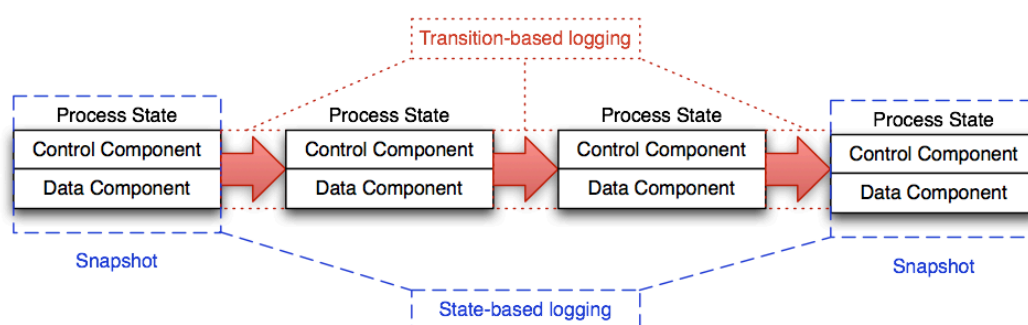 Transition-based logging
Process State
Control Component
Data Component
Snapshot
Process State
Control Component
Data Component
Process State
Control Component
Data Component
Process State
Control Component
Data Component
Snapshot
State-based logging